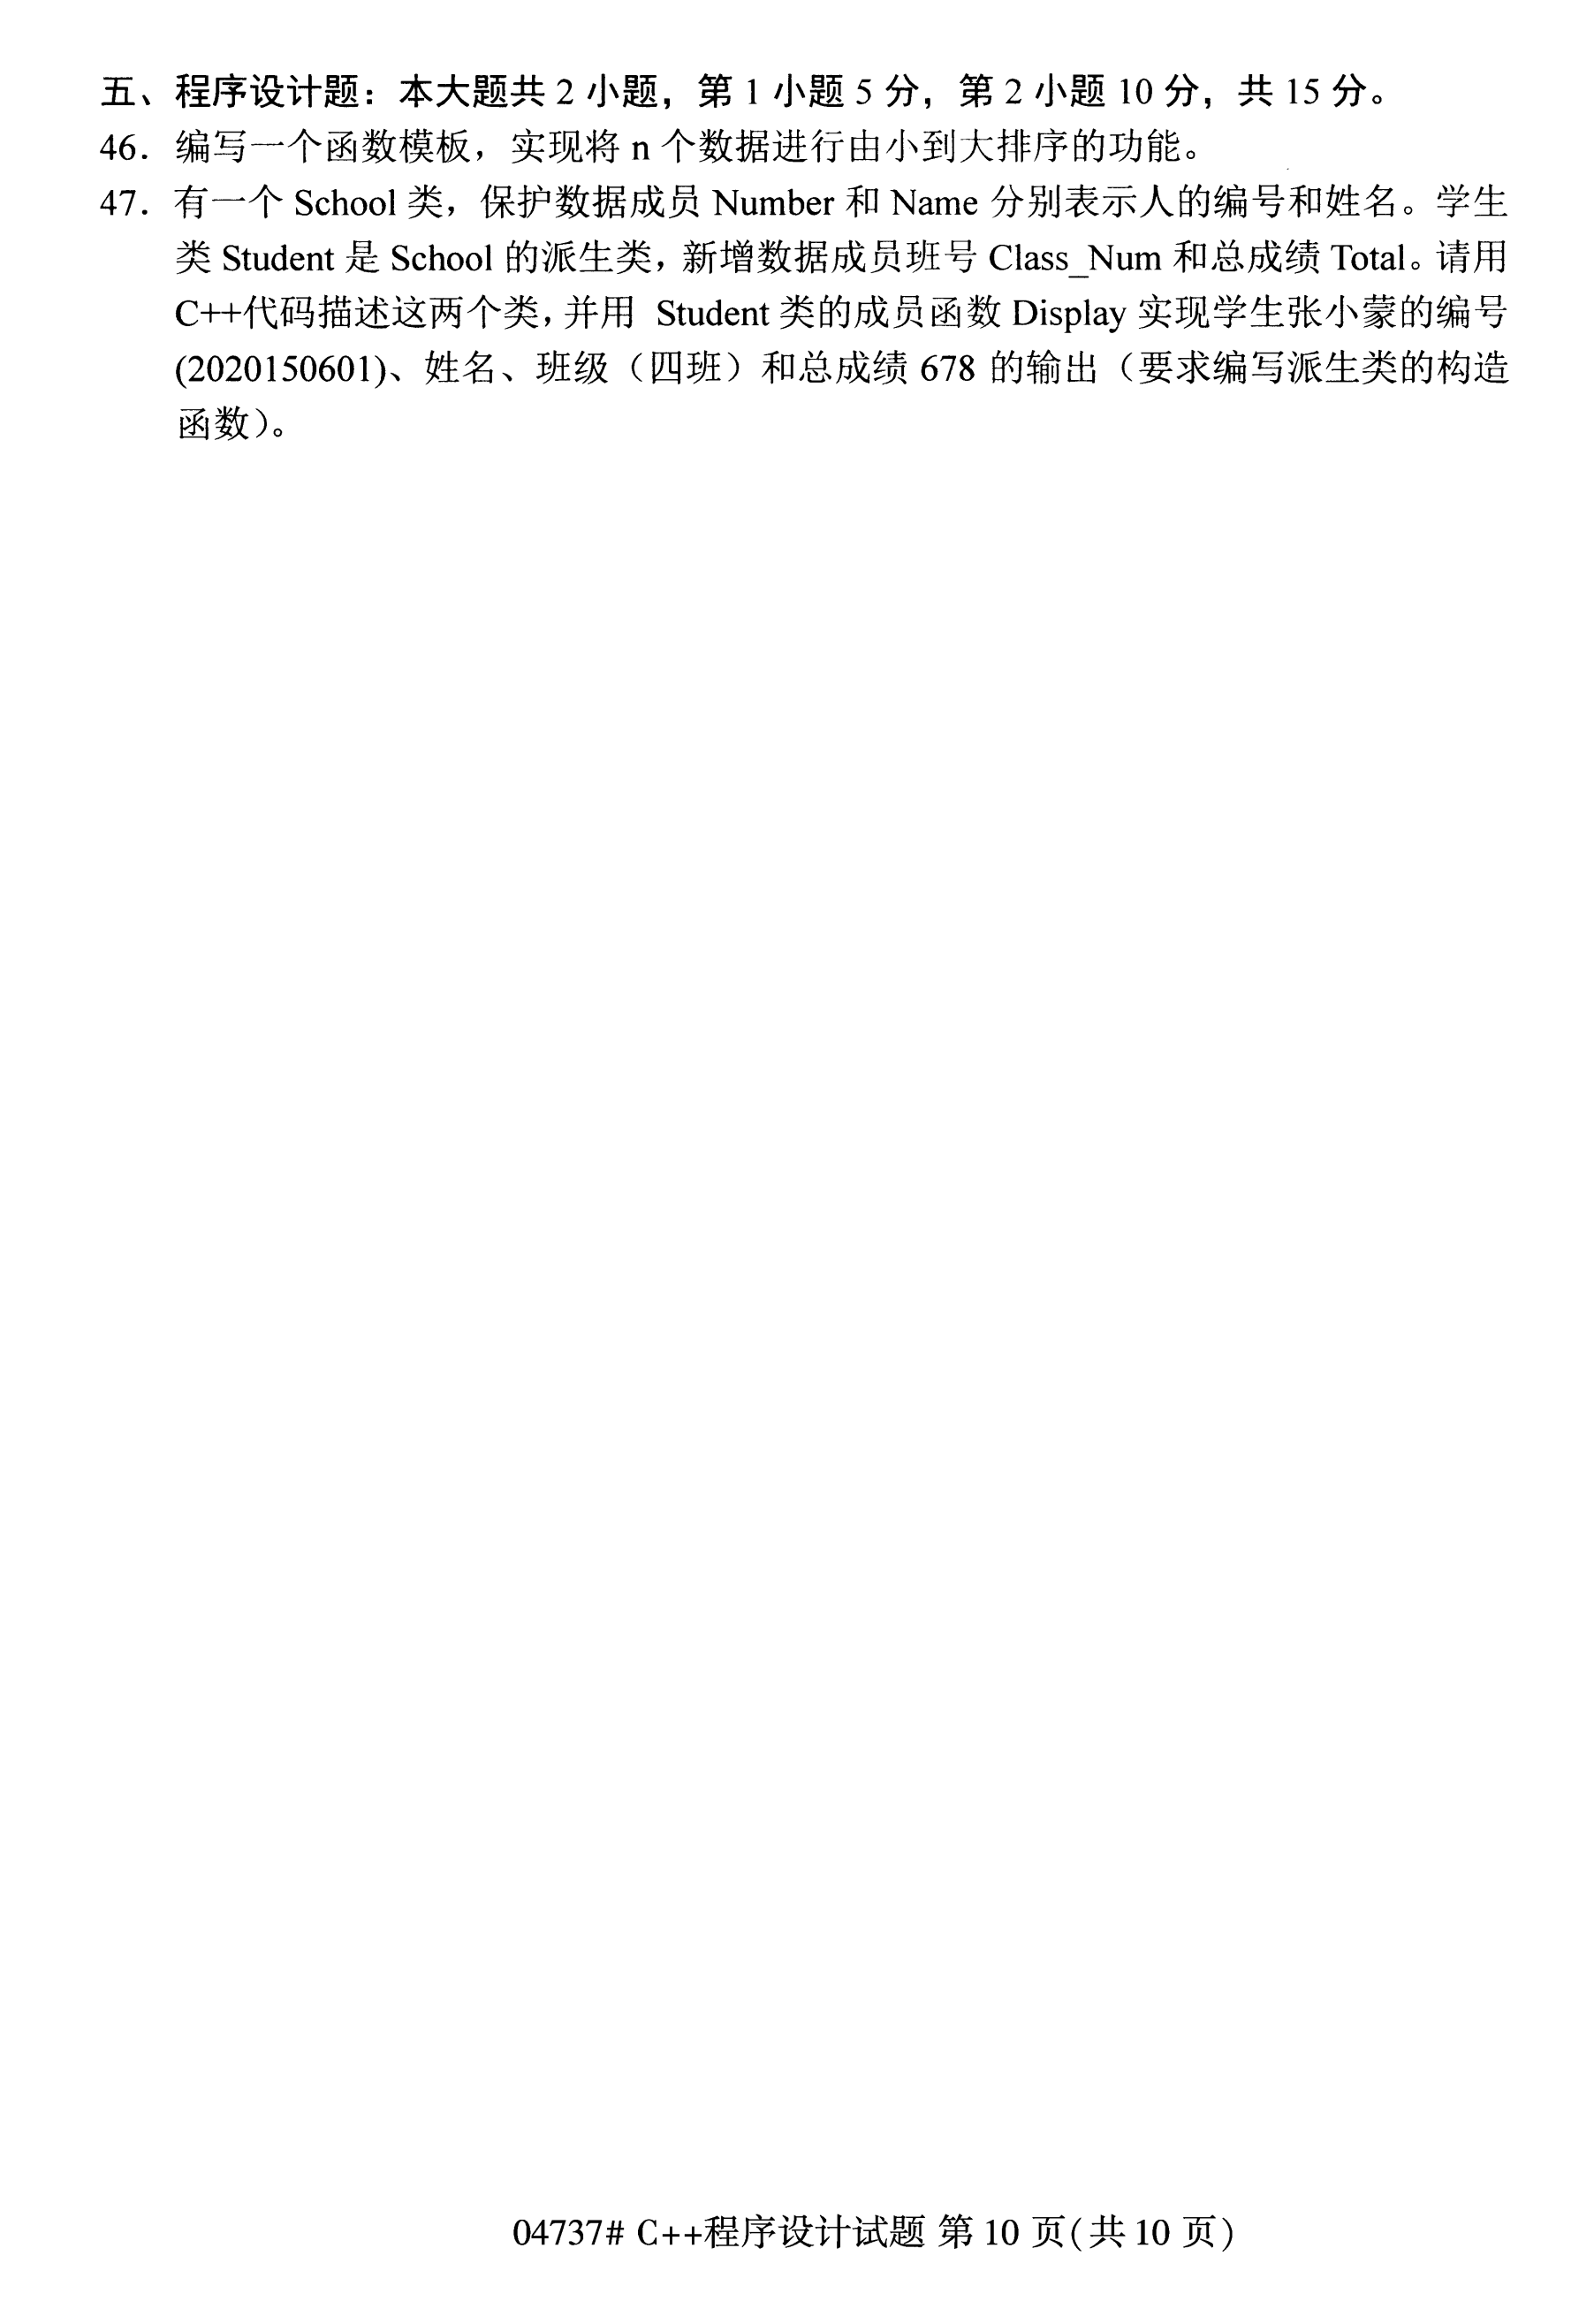 五、程序设计题：本大题共 2 小题，第 1 小题 5 分，第 2 小题 10 分，共 15 分。
46．编写一个函数模板，实现将 n 个数据进行由小到大排序的功能。
47．有一个 School 类，保护数据成员 Number 和 Name 分别表示人的编号和姓名。学生
类 Student 是 School 的派生类，新增数据成员班号 Class_Num 和总成绩 Total。请用
C++代码描述这两个类，并用 Student 类的成员函数 Display 实现学生张小蒙的编号
(2020150601)、姓名、班级（四班）和总成绩 678 的输出（要求编写派生类的构造
函数）。
04737# C++程序设计试题 第 10 页(共 10 页)